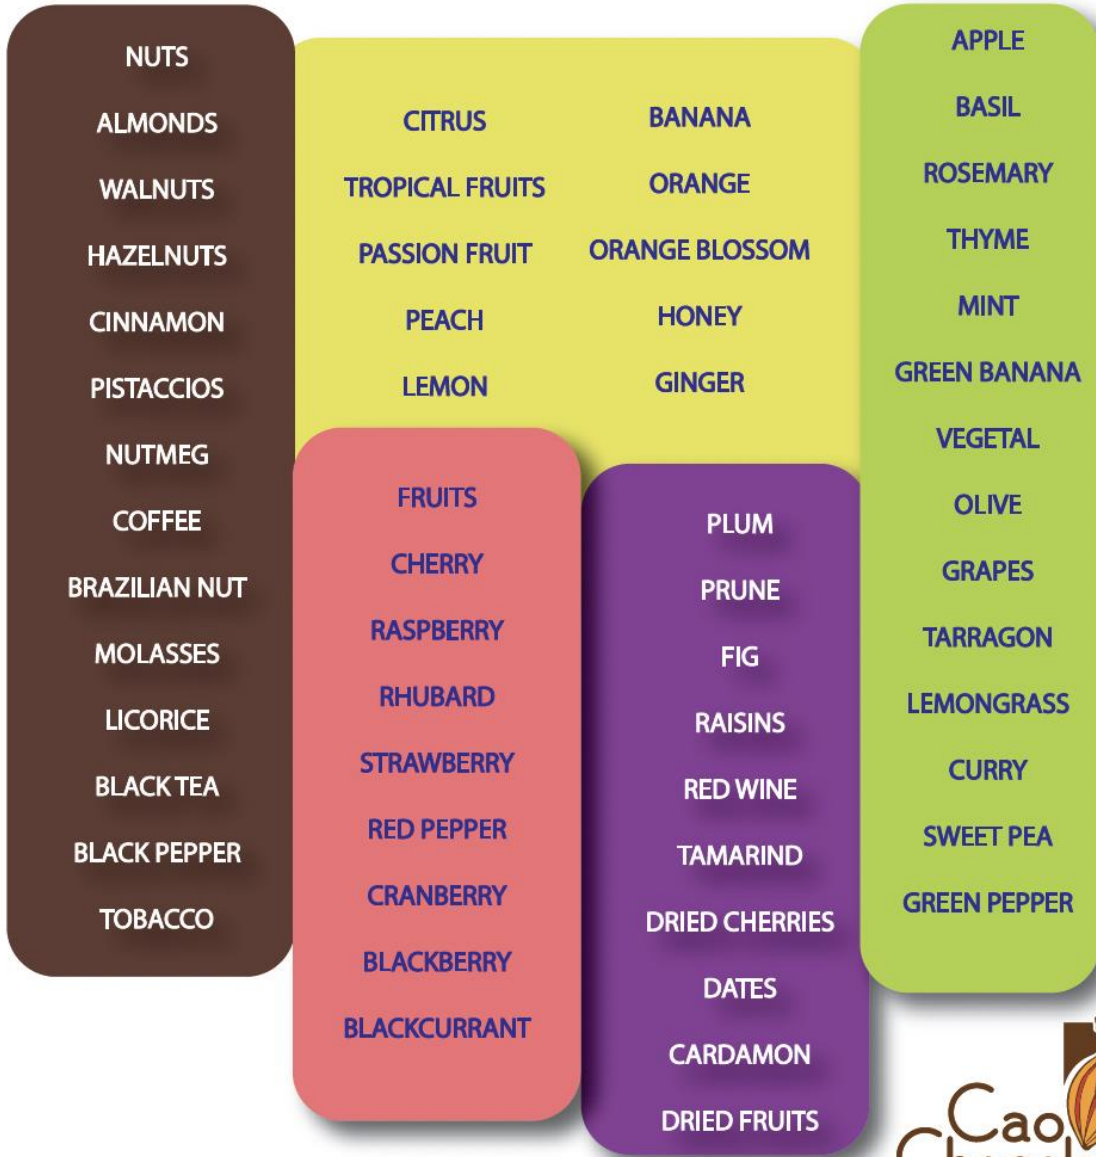 NUTS
ALMONDS
WALNUTS
HAZELNUTS
CINNAMON
PISTACCIOS
NUTMEG
COFFEE
BRAZILIAN NUT
MOLASSES
LICORICE
BLACK TEA
BLACK PEPPER
TOBACCO
CITRUS
TROPICAL FRUITS
PASSION FRUIT
PEACH
LEMON
BANANA
ORANGE
ORANGE BLOSSOM
HONEY
GINGER
FRUITS
CHERRY
RASPBERRY
RHUBARD
STRAWBERRY
RED PEPPER
CRANBERRY
BLACKBERRY
BLACKCURRANT
PLUM
PRUNE
FIG
RAISINS
RED WINE
TAMARIND
DRIED CHERRIES
DATES
CARDAMON
DRIED FRUITS
APPLE
BASIL
ROSEMARY
THYME
MINT
GREEN BANANA
VEGETAL
OLIVE
GRAPES
TARRAGON
LEMONGRASS
CURRY
SWEET PEA
GREEN PEPPER
Cao